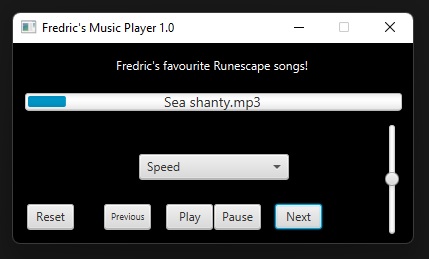 Fredric's Music Player 1.0
Fredric's favourite Runescape songs!
Sea shanty.mp3
Speed
Reset Previous Play Pause Next